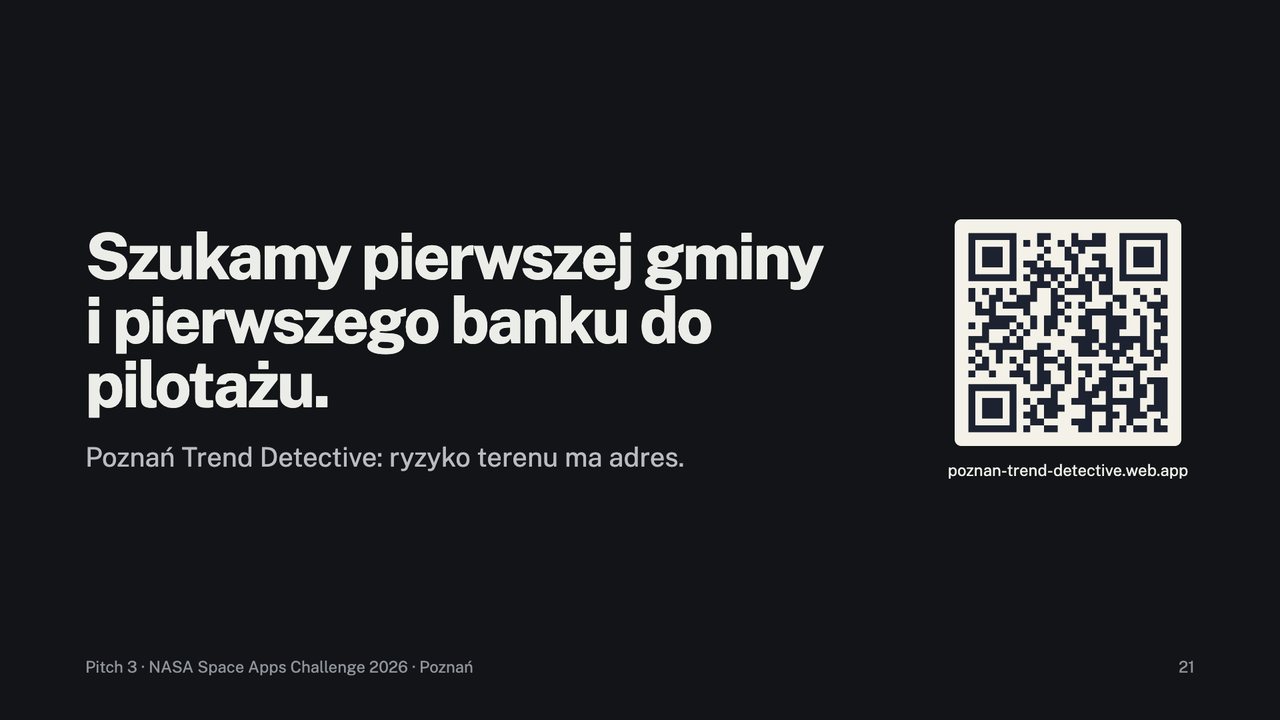 Szukamy pierwszej gminy
i pierwszego banku do
pilotażu.
Poznań Trend Detective: ryzyko terenu ma adres.
poznan-trend-detective.web.app
Pitch 3 · NASA Space Apps Challenge 2026 · Poznań
21